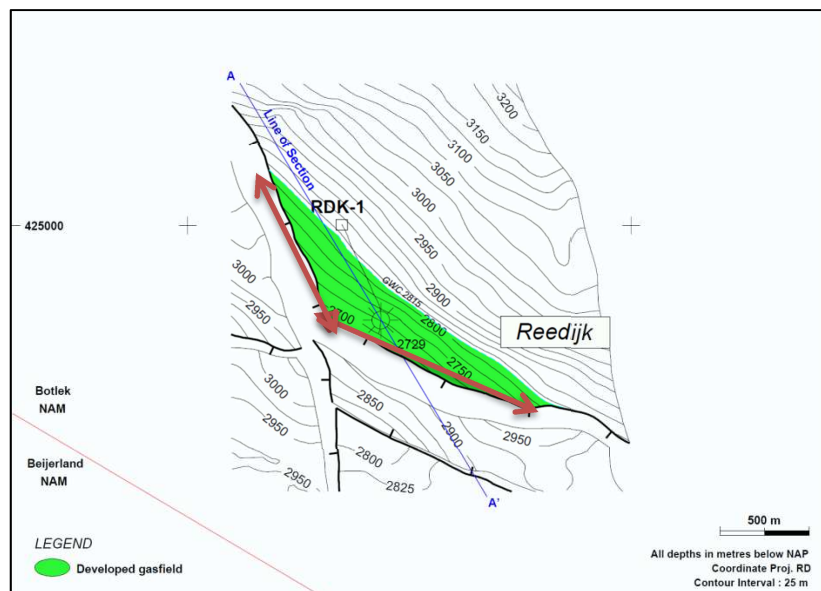 A
Line of Section
3200
3150
3100
3050
3000
2950
2900
RDK-1
425000
GWC 2815
2800
3000
2950
2700
2729
2750
Reedijk
3000
2950
2850
2900
2950
2800
2825
2950
Botlek
NAM
Beijerland
NAM
A'
500 m
LEGEND
Developed gasfield
All depths in metres below NAP
Coordinate Proj. RD
Contour Interval : 25 m